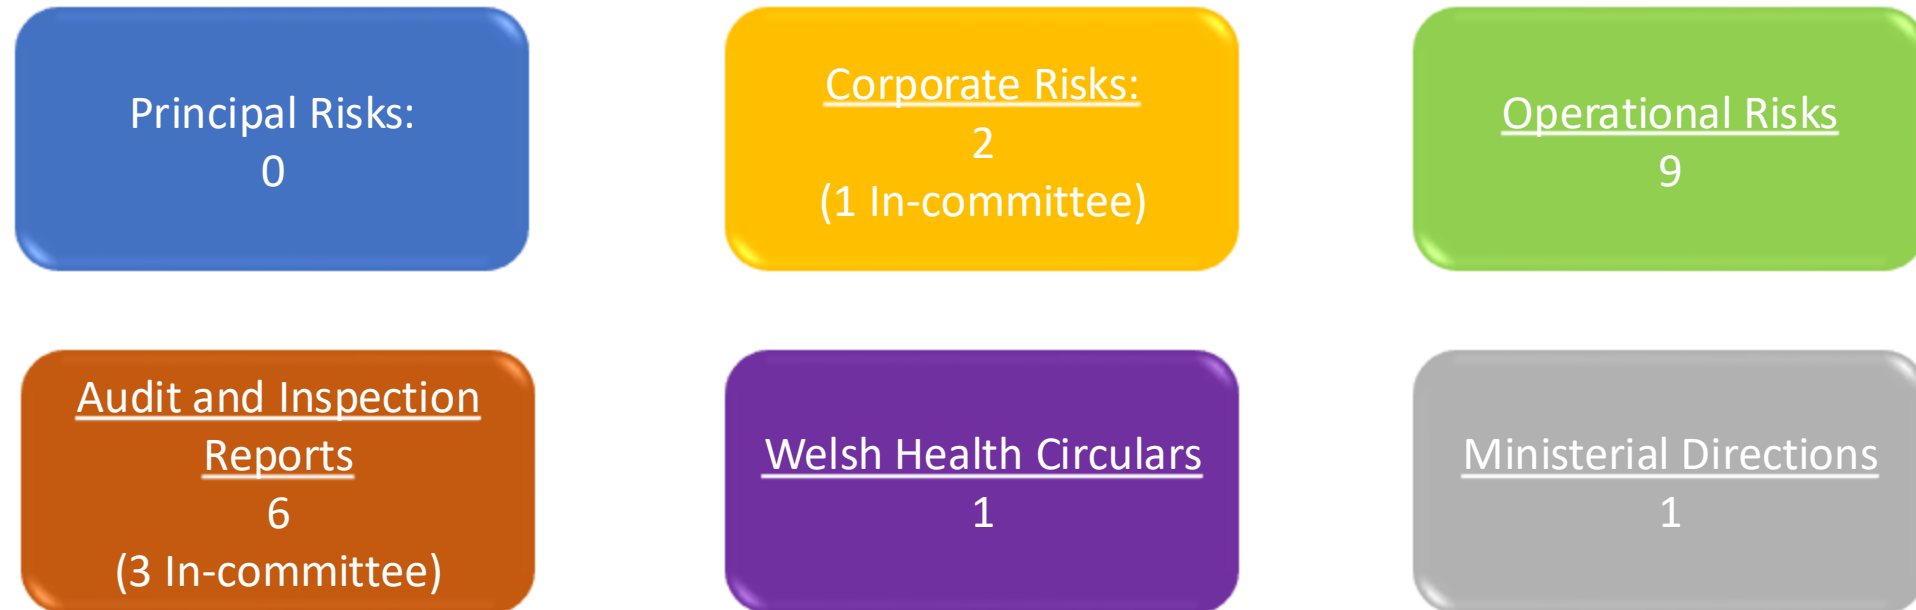 Principal Risks:
0
Corporate Risks:
2
(1 In-committee)
Operational Risks
9
Audit and Inspection
Reports
6
(3 In-committee)
Welsh Health Circulars
1
Ministerial Directions
1